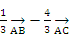 1/3 →AB − 4/3 →AC